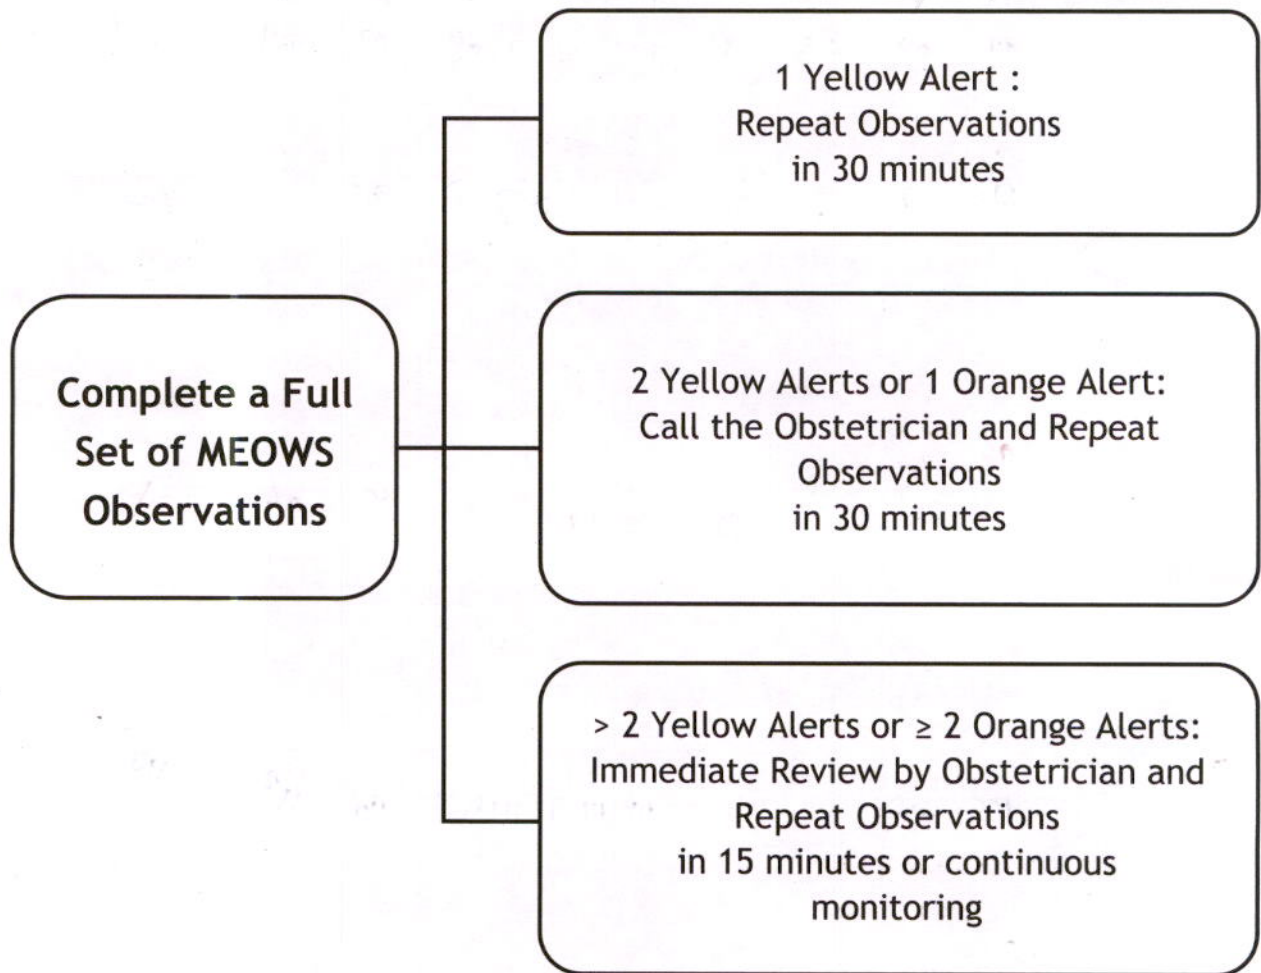 1 Yellow Alert :
Repeat Observations
in 30 minutes
Complete a Full
Set of MEOWS
Observations
2 Yellow Alerts or 1 Orange Alert:
Call the Obstetrician and Repeat
Observations
in 30 minutes
> 2 Yellow Alerts or ≥ 2 Orange Alerts:
Immediate Review by Obstetrician and
Repeat Observations
in 15 minutes or continuous
monitoring